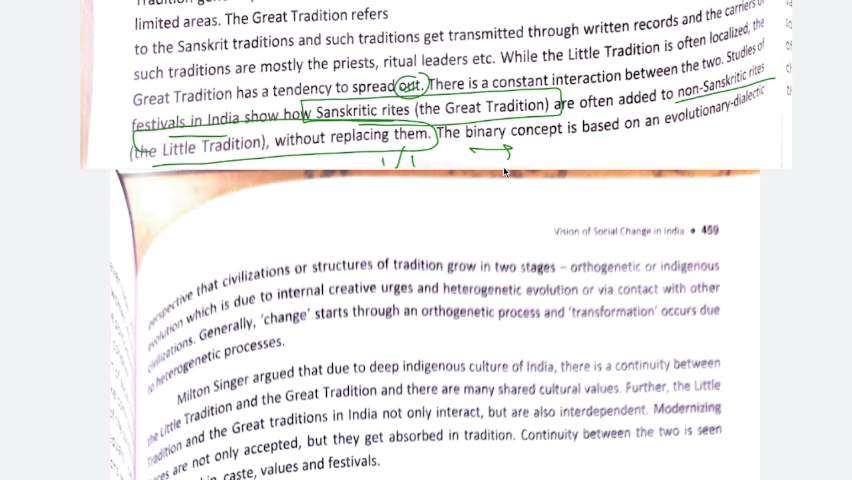 limited areas. The Great Tradition refers
to the Sanskrit traditions and such traditions get transmitted through written records and the carriers of
such traditions are mostly the priests, ritual leaders etc. While the Little Tradition is often localized, the
Great Tradition has a tendency to spread out. There is a constant interaction between the two. Studies of
festivals in India show how Sanskritic rites (the Great Tradition) are often added to non-Sanskritic rites
(the Little Tradition), without replacing them. The binary concept is based on an evolutionary-dialectic
Vision of Social Change in India • 459
perspective that civilizations or structures of tradition grow in two stages – orthogenetic or indigenous
evolution which is due to internal creative urges and heterogenetic evolution or via contact with other
civilizations. Generally, 'change' starts through an orthogenetic process and 'transformation' occurs due
to heterogenetic processes.
Milton Singer argued that due to deep indigenous culture of India, there is a continuity between
the Little Tradition and the Great Tradition and there are many shared cultural values. Further, the Little
Tradition and the Great traditions in India not only interact, but are also interdependent. Modernizing
are not only accepted, but they get absorbed in tradition. Continuity between the two is seen
caste, values and festivals.